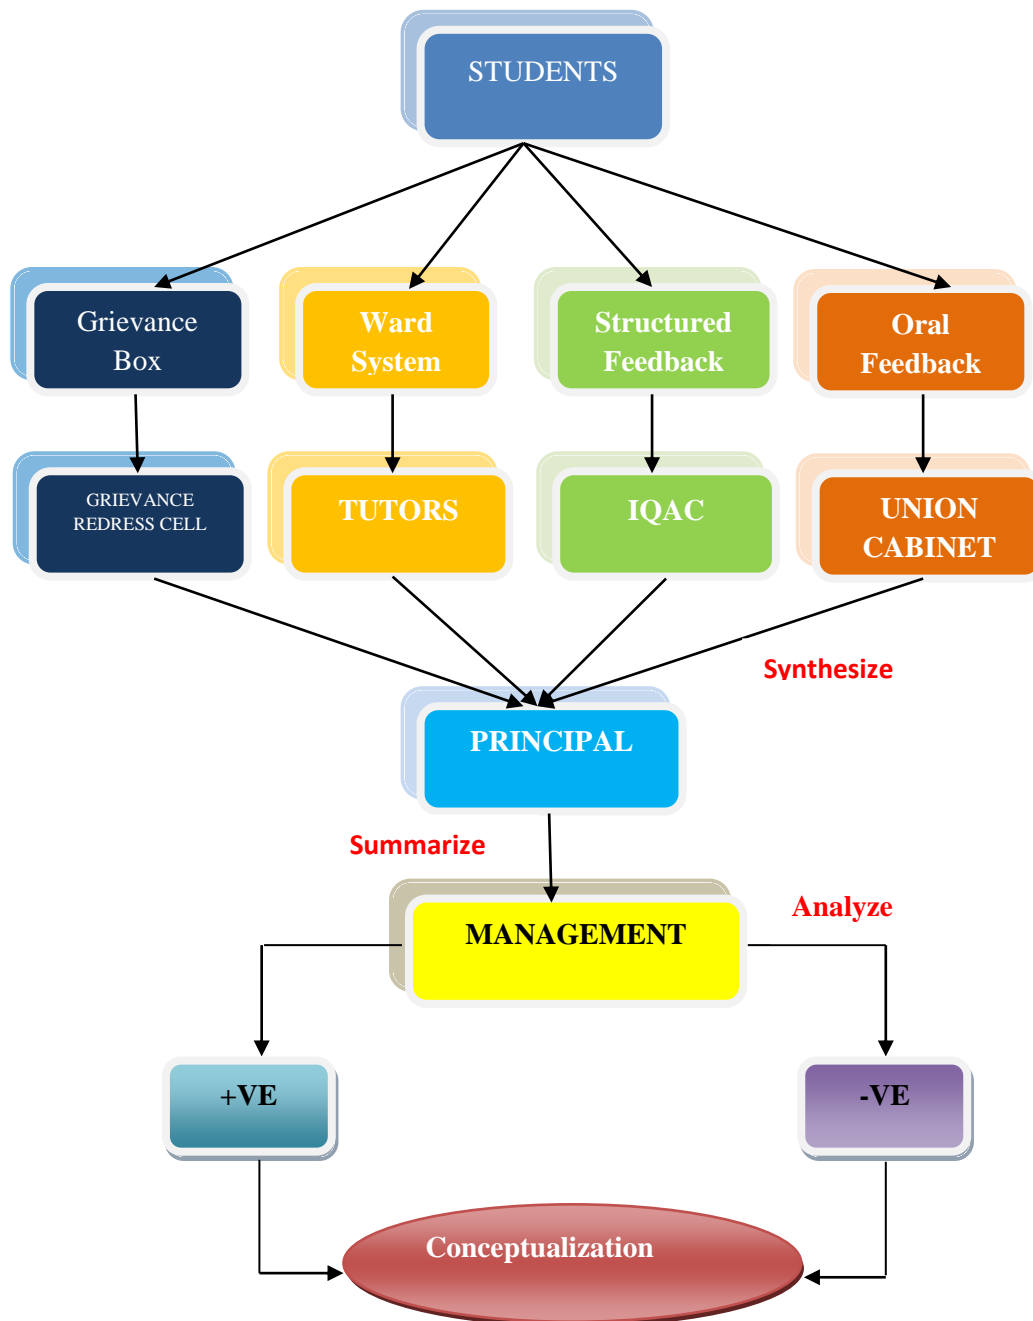 STUDENTS
Grievance
Box
Ward
System
Structured
Feedback
Oral
Feedback
GRIEVANCE
REDRESS CELL
TUTORS
IQAC
UNION
CABINET
Synthesize
PRINCIPAL
Summarize
Analyze
MANAGEMENT
+VE
-VE
Conceptualization